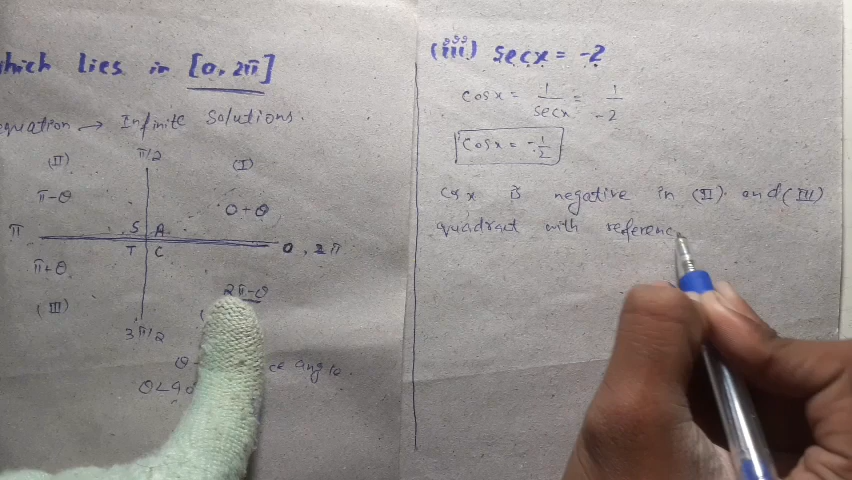 which lies in [0, 2π]
equation → Infinite Solutions.
(II)
π/2
(I)
π-θ
0+θ
S
A
π
0, 2π
T
C
π+θ
2π-θ
(III)
3π/2
θ
ce angle.
θ<90
(iii) secx = -2
cosx = 1/secx = 1/-2
cosx = -1/2
cosx is negative in (II) and (III)
quadrant with referenc